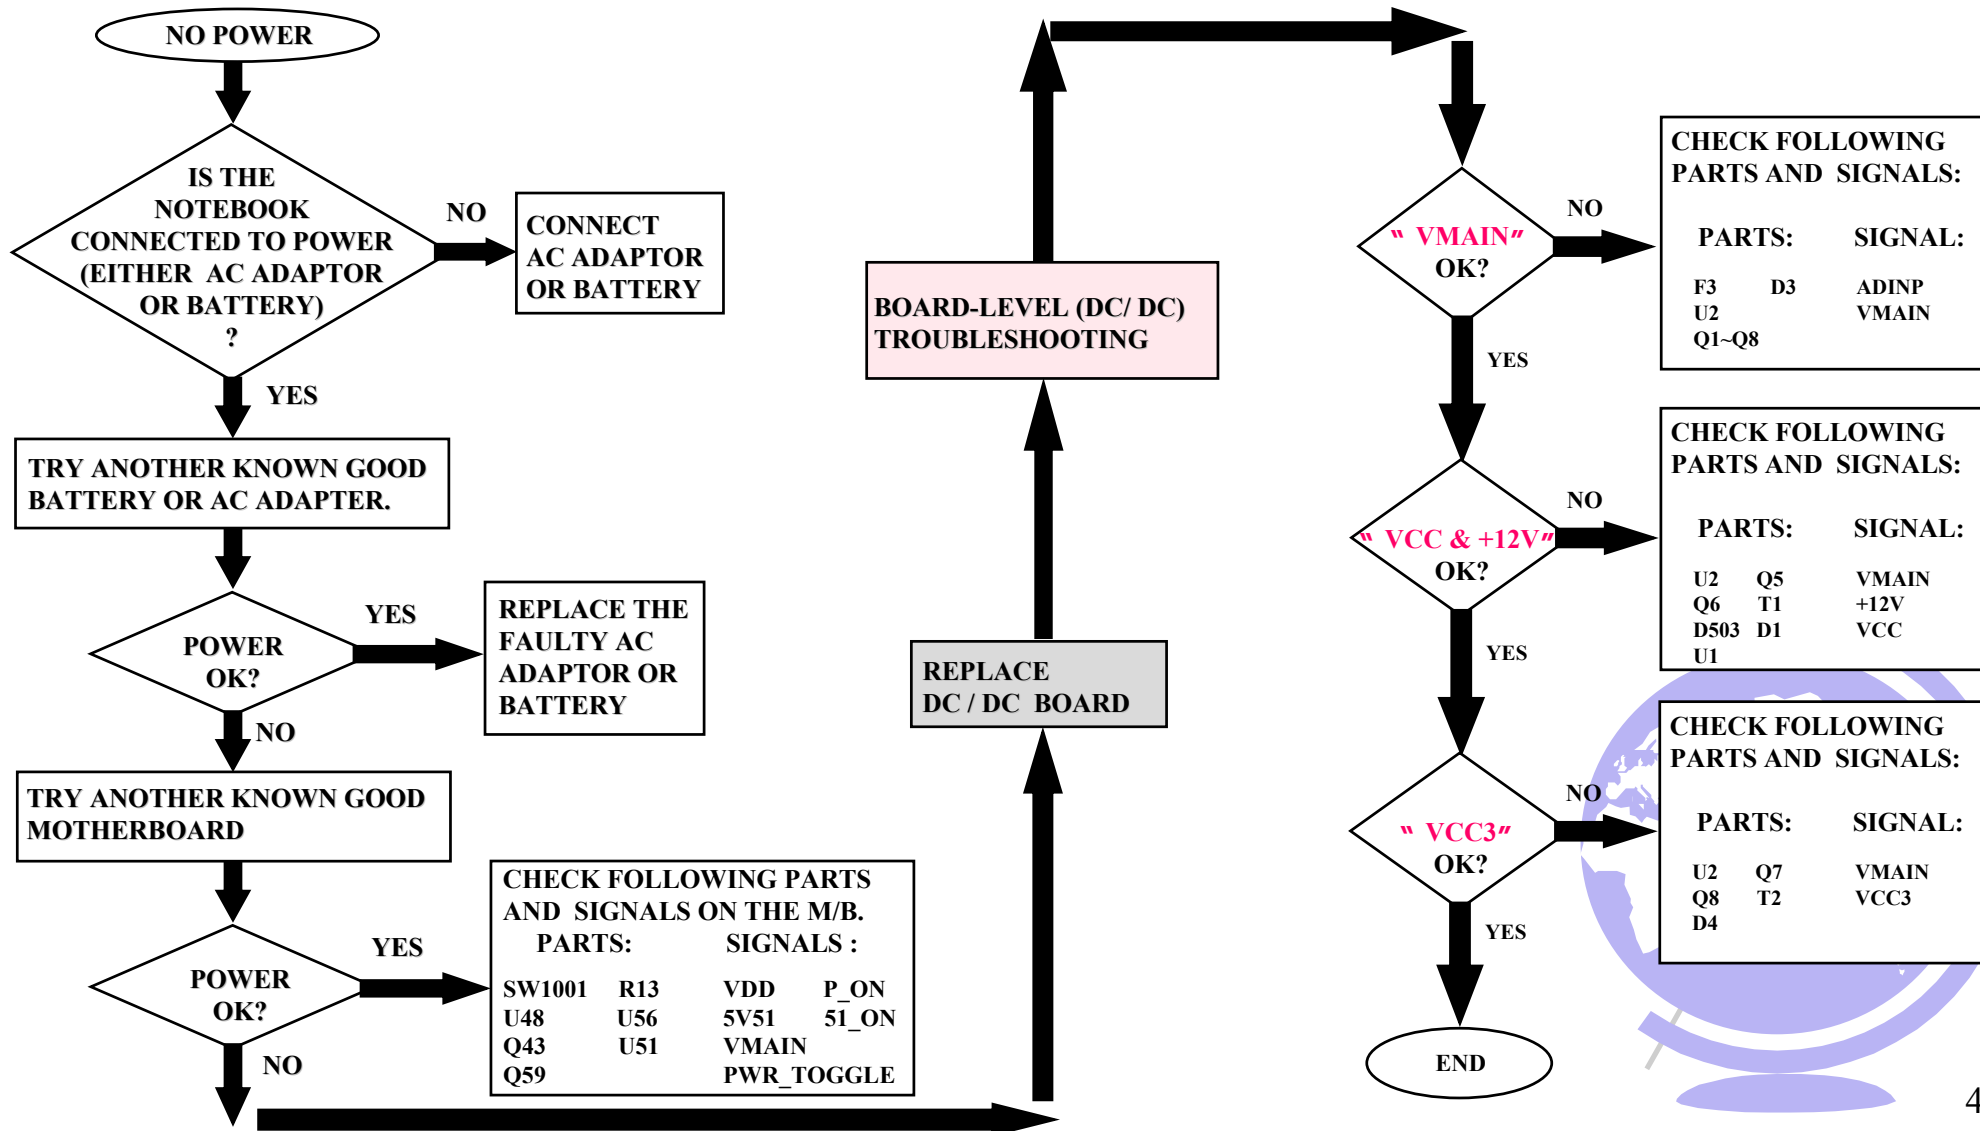 NO POWER
IS THE
NOTEBOOK
CONNECTED TO POWER
(EITHER AC ADAPTOR
OR BATTERY)
?
NO
CONNECT
AC ADAPTOR
OR BATTERY
YES
TRY ANOTHER KNOWN GOOD
BATTERY OR AC ADAPTER.
POWER
OK?
YES
REPLACE THE
FAULTY AC
ADAPTOR OR
BATTERY
NO
TRY ANOTHER KNOWN GOOD
MOTHERBOARD
POWER
OK?
YES
CHECK FOLLOWING PARTS
AND SIGNALS ON THE M/B.
PARTS: SIGNALS :
SW1001 R13 VDD P_ON
U48 U56 5V51 51_ON
Q43 U51 VMAIN
Q59 PWR_TOGGLE
NO
REPLACE
DC / DC BOARD
BOARD-LEVEL (DC/ DC)
TROUBLESHOOTING
" VMAIN"
OK?
NO
CHECK FOLLOWING
PARTS AND SIGNALS:
PARTS: SIGNAL:
F3 D3 ADINP
U2 VMAIN
Q1~Q8
YES
" VCC & +12V"
OK?
NO
CHECK FOLLOWING
PARTS AND SIGNALS:
PARTS: SIGNAL:
U2 Q5 VMAIN
Q6 T1 +12V
D503 D1 VCC
U1
YES
" VCC3"
OK?
NO
CHECK FOLLOWING
PARTS AND SIGNALS:
PARTS: SIGNAL:
U2 Q7 VMAIN
Q8 T2 VCC3
D4
YES
END
4